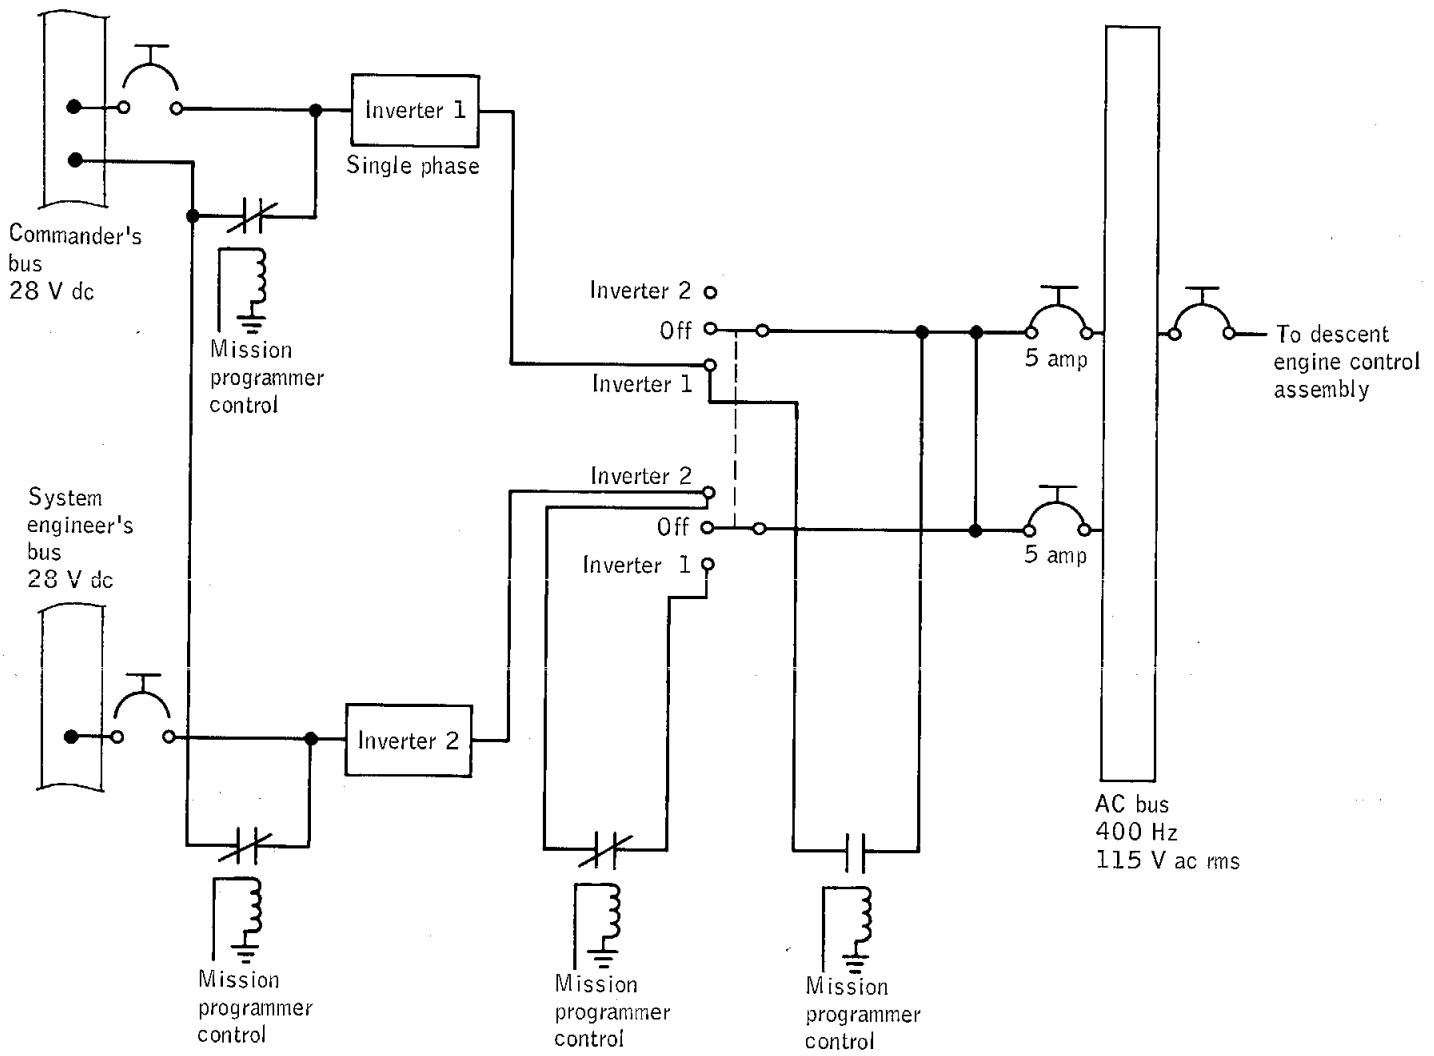 Inverter 1
Single phase
Commander's
bus
28 V dc
Mission
programmer
control
Inverter 2
Off
Inverter 1
5 amp
To descent
engine control
assembly
System
engineer's
bus
28 V dc
Inverter 2
Off
Inverter 1
5 amp
Inverter 2
AC bus
400 Hz
115 V ac rms
Mission
programmer
control
Mission
programmer
control
Mission
programmer
control